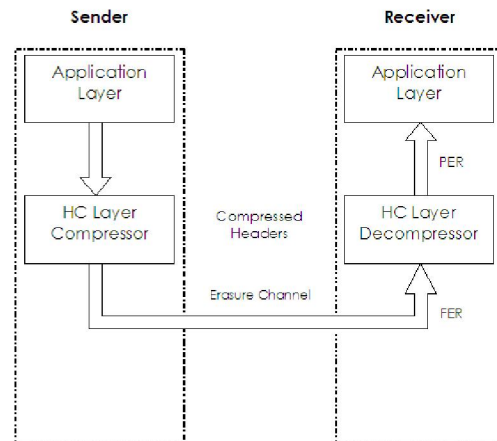 Sender
Receiver
Application
Layer
Application
Layer
PER
HC Layer
Compressor
Compressed
Headers
HC Layer
Decompressor
Erasure Channel
FER